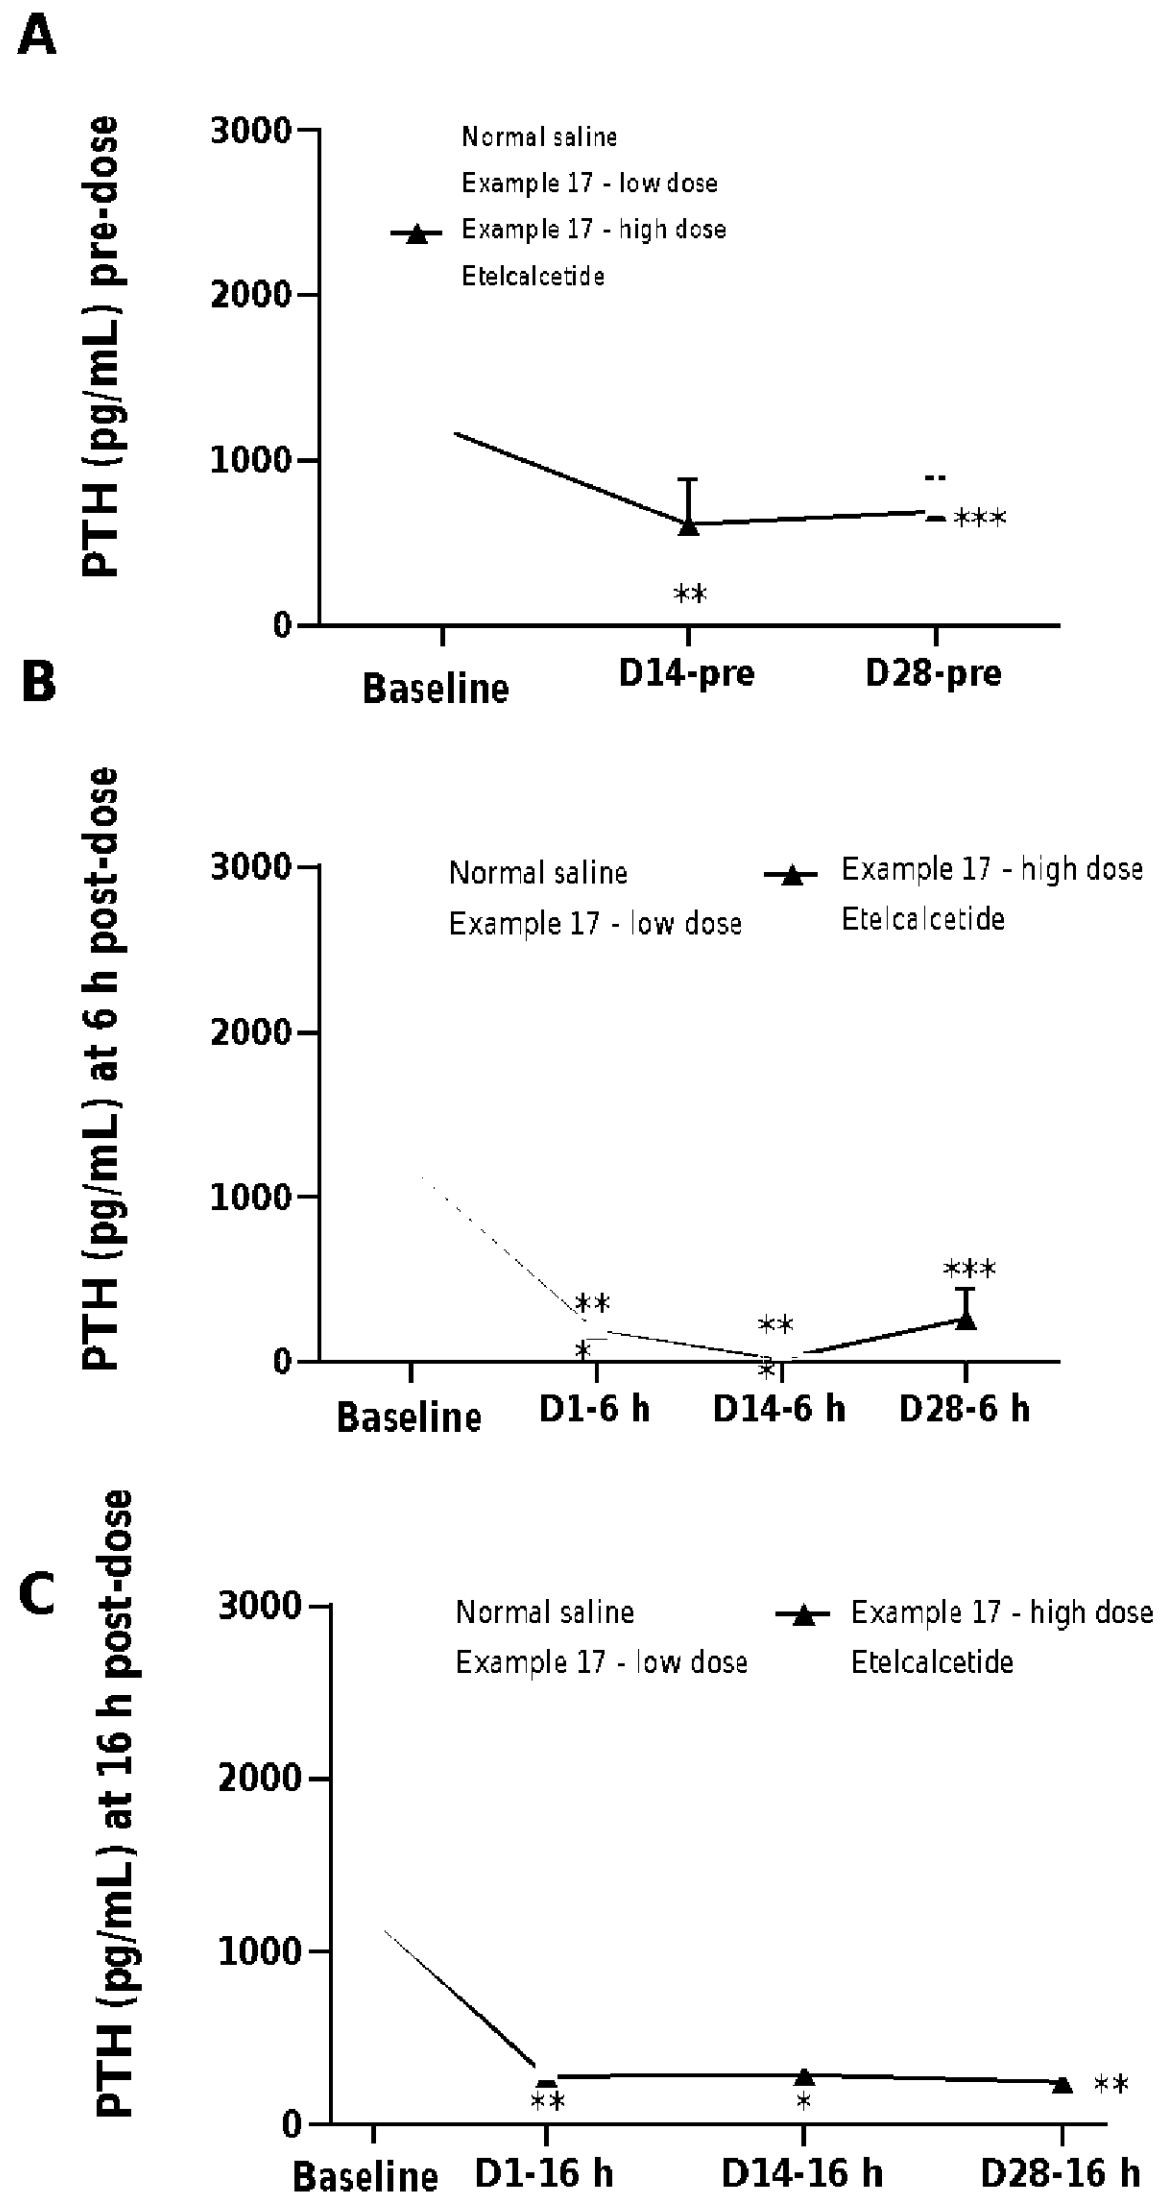 A
PTH (pg/mL) pre-dose
3000
2000
1000
0
Normal saline
Example 17 - low dose
Example 17 - high dose
Etelcalcetide
**
***
Baseline
D14-pre
D28-pre
B
PTH (pg/mL) at 6 h post-dose
3000
2000
1000
0
Normal saline
Example 17 - low dose
Example 17 - high dose
Etelcalcetide
**
*
**
*
***
Baseline
D1-6 h
D14-6 h
D28-6 h
C
PTH (pg/mL) at 16 h post-dose
3000
2000
1000
0
Normal saline
Example 17 - low dose
Example 17 - high dose
Etelcalcetide
**
*
**
Baseline
D1-16 h
D14-16 h
D28-16 h